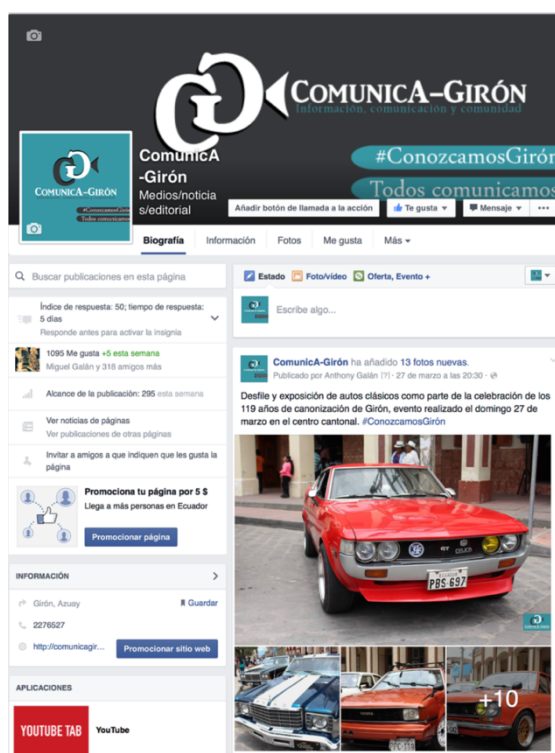 COMUNICA-GIRÓN
Información, comunicación y comunidad
#ConozcamosGirón
Todos comunicamos
COMUNICA-GIRÓN
#ConozcamosGirón
Todos comunicamos
ComunicA
-Girón
Medios/noticia
s/editorial
Añadir botón de llamada a la acción
Te gusta
Mensaje
Biografía Información Fotos Me gusta Más
Buscar publicaciones en esta página
Índice de respuesta: 50; tiempo de respuesta:
5 días
Responde antes para activar la insignia
1095 Me gusta +5 esta semana
Miguel Galán y 318 amigos más
Alcance de la publicación: 295 esta semana
Ver noticias de páginas
Ver publicaciones de otras páginas
Invitar a amigos a que indiquen que les gusta la
página
Promociona tu página por 5 $
Llega a más personas en Ecuador
Promocionar página
INFORMACIÓN
Girón, Azuay
Guardar
2276527
http://comunicagir...
Promocionar sitio web
APLICACIONES
YOUTUBE TAB
YouTube
Estado Foto/vídeo Oferta, Evento +
Escribe algo...
ComunicA-Girón ha añadido 13 fotos nuevas.
Publicado por Anthony Galán [?] · 27 de marzo a las 20:30 ·
Desfile y exposición de autos clásicos como parte de la celebración de los
119 años de canonización de Girón, evento realizado el domingo 27 de
marzo en el centro cantonal. #ConozcamosGirón
GT
ECUADOR
PBS-697
+10